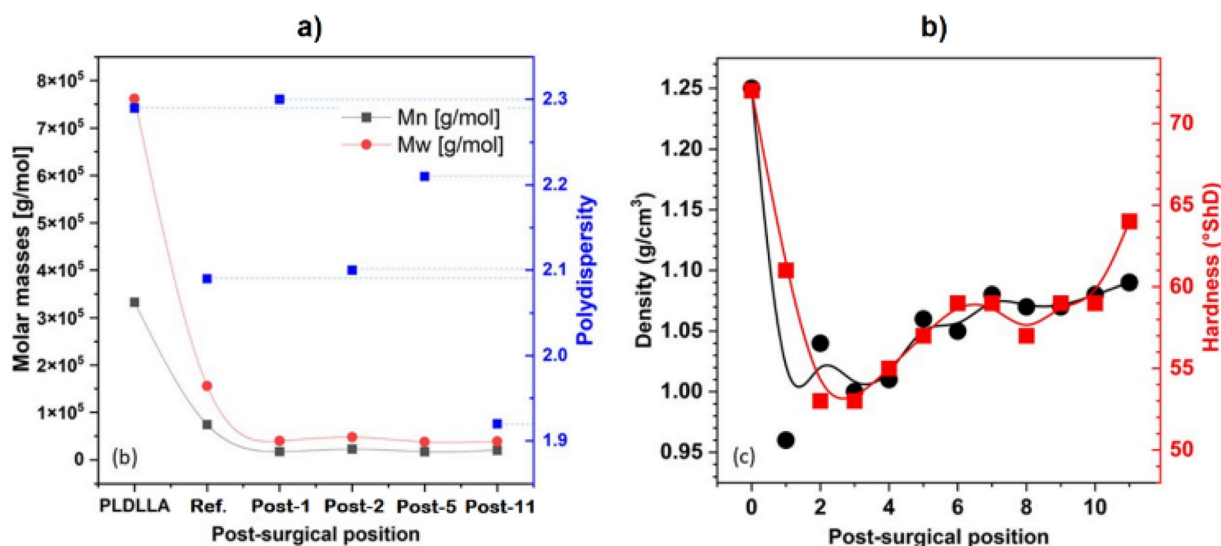 a)
8×10⁵
7×10⁵
6×10⁵
5×10⁵
4×10⁵
3×10⁵
2×10⁵
1×10⁵
0
Molar masses [g/mol]
Mn [g/mol]
Mw [g/mol]
(b)
2.3
2.2
2.1
2.0
1.9
Polydispersity
PLDLLA Ref. Post-1 Post-2 Post-5 Post-11
Post-surgical position
b)
1.25
1.20
1.15
1.10
1.05
1.00
0.95
Density (g/cm³)
(c)
70
65
60
55
50
Hardness (°ShD)
0 2 4 6 8 10
Post-surgical position